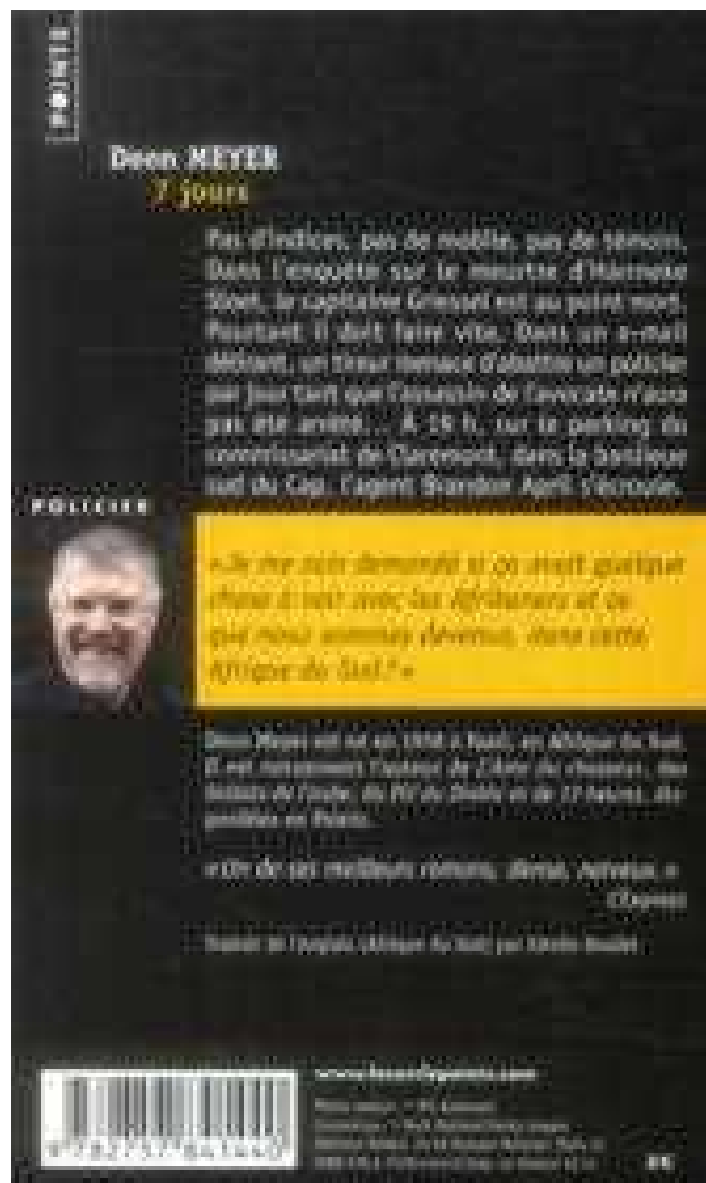 POINTS
Deon MEYER
7 jours
Pas d'indices, pas de mobile, pas de témoin.
Dans l'enquête sur le meurtre d'Hanneke
Sloet, le capitaine Griessel est au point mort.
Pourtant il doit faire vite. Dans un e-mail
délirant, un tireur menace d'abattre un policier
par jour tant que l'assassin de l'avocate n'aura
pas été arrêté... À 19 h, sur le parking du
commissariat de Claremont, dans la banlieue
sud du Cap, l'agent Brandon April s'écroule.
POLICIER
« Je me suis demandé si ça avait quelque
chose à voir avec les Afrikaners et ce
que nous sommes devenus, dans cette
Afrique du Sud? »
Deon Meyer est né en 1958 à Paarl, en Afrique du Sud.
Il est notamment l'auteur de L'Âme du chasseur, des
Soldats de l'aube, du Pic du Diable et de 13 heures, dis-
ponibles en Points.
« Un de ses meilleurs romans, dense, nerveux. »
L'Express
Traduit de l'anglais (Afrique du Sud) par Estelle Roudet
www.lecerclepoints.com